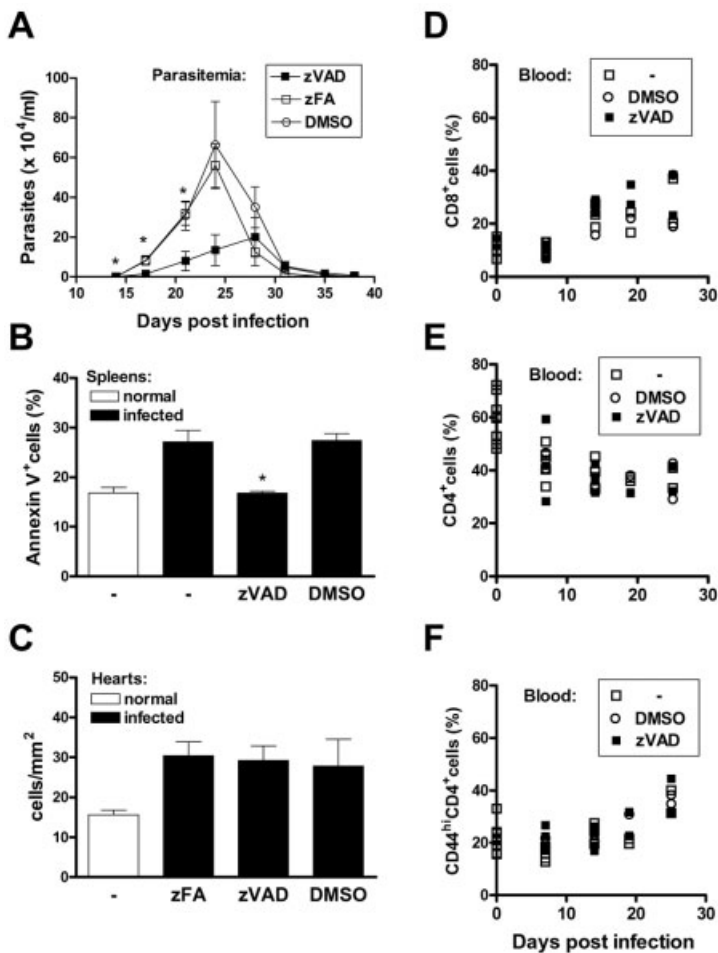 A
Parasitemia:
zVAD
zFA
DMSO
Parasites (x 10⁴/ml)
100
80
60
40
20
0
*
*
*
10 15 20 25 30 35 40
Days post infection
B
Spleens:
normal
infected
Annexin V⁺cells (%)
40
30
20
10
0
*
- - zVAD DMSO
C
Hearts:
normal
infected
cells/mm²
50
40
30
20
10
0
- zFA zVAD DMSO
D
Blood:
-
DMSO
zVAD
CD8⁺cells (%)
80
60
40
20
0
0 10 20 30
E
Blood:
-
DMSO
zVAD
CD4⁺cells (%)
80
60
40
20
0
0 10 20 30
F
Blood:
-
DMSO
zVAD
CD44ʰⁱCD4⁺cells (%)
80
60
40
20
0
0 10 20 30
Days post infection